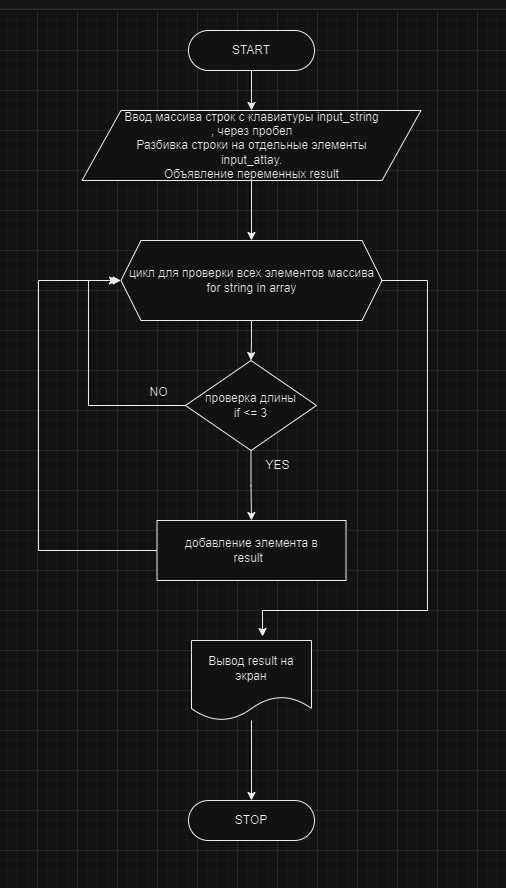 START
Ввод массива строк с клавиатуры input_string
, через пробел
Разбивка строки на отдельные элементы
input_attay.
Объявление переменных result
цикл для проверки всех элементов массива
for string in array
NO
проверка длины
if <= 3
YES
добавление элемента в
result
Вывод result на
экран
STOP